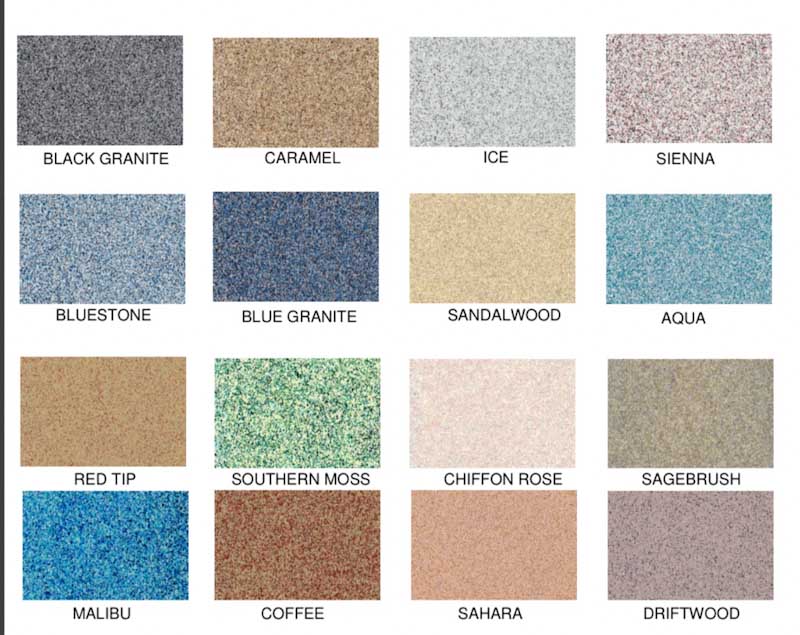 BLACK GRANITE
CARAMEL
ICE
SIENNA
BLUESTONE
BLUE GRANITE
SANDALWOOD
AQUA
RED TIP
SOUTHERN MOSS
CHIFFON ROSE
SAGEBRUSH
MALIBU
COFFEE
SAHARA
DRIFTWOOD